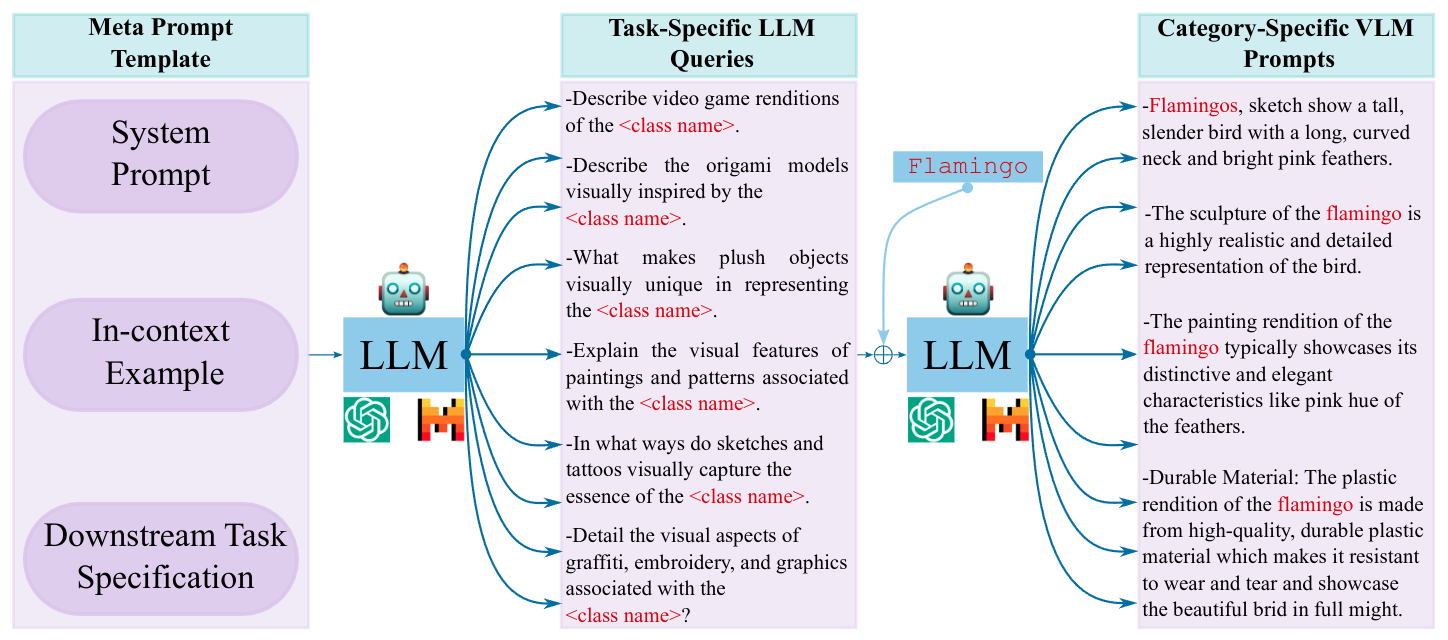 Meta Prompt
Template
System
Prompt
In-context
Example
Downstream Task
Specification
LLM
Task-Specific LLM
Queries
-Describe video game renditions
of the <class name>.
-Describe the origami models
visually inspired by the
<class name>.
-What makes plush objects
visually unique in representing
the <class name>.
-Explain the visual features of
paintings and patterns associated
with the <class name>.
-In what ways do sketches and
tattoos visually capture the
essence of the <class name>.
-Detail the visual aspects of
graffiti, embroidery, and graphics
associated with the
<class name>?
Flamingo
LLM
Category-Specific VLM
Prompts
-Flamingos, sketch show a tall,
slender bird with a long, curved
neck and bright pink feathers.
-The sculpture of the flamingo is
a highly realistic and detailed
representation of the bird.
-The painting rendition of the
flamingo typically showcases its
distinctive and elegant
characteristics like pink hue of
the feathers.
-Durable Material: The plastic
rendition of the flamingo is made
from high-quality, durable plastic
material which makes it resistant
to wear and tear and showcase
the beautiful brid in full might.